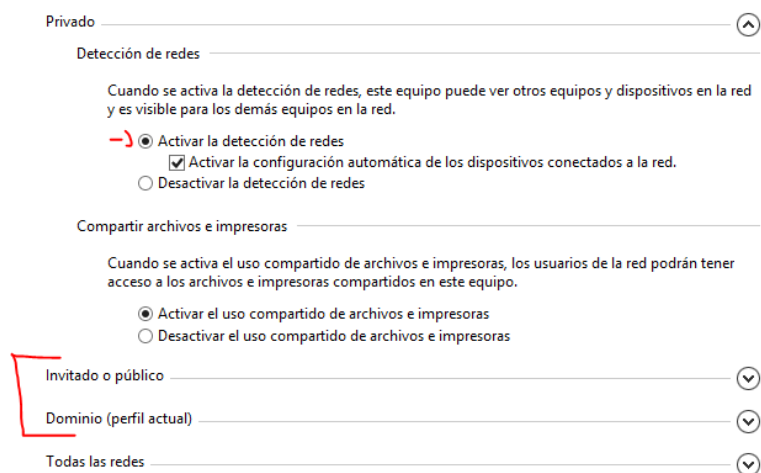 Privado
Detección de redes
Cuando se activa la detección de redes, este equipo puede ver otros equipos y dispositivos en la red
y es visible para los demás equipos en la red.
Activar la detección de redes
Activar la configuración automática de los dispositivos conectados a la red.
Desactivar la detección de redes
Compartir archivos e impresoras
Cuando se activa el uso compartido de archivos e impresoras, los usuarios de la red podrán tener
acceso a los archivos e impresoras compartidos en este equipo.
Activar el uso compartido de archivos e impresoras
Desactivar el uso compartido de archivos e impresoras
Invitado o público
Dominio (perfil actual)
Todas las redes